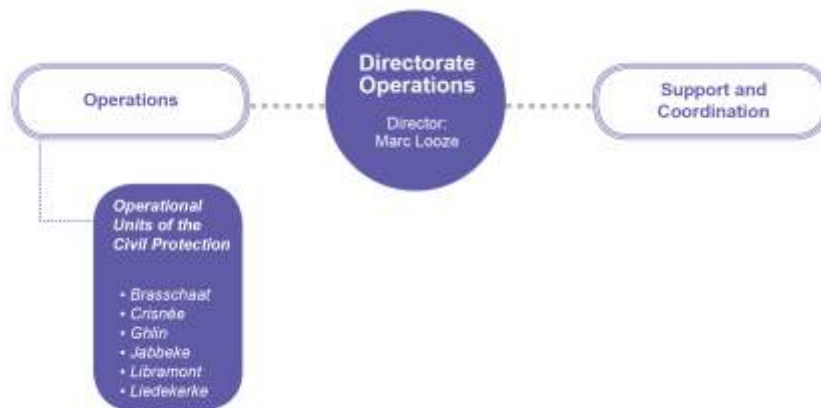 Directorate
Operations
Director:
Marc Looze
Operations
Support and
Coordination
Operational
Units of the
Civil Protection
• Brasschaat
• Crisnée
• Ghlin
• Jabbeke
• Libramont
• Liedekerke